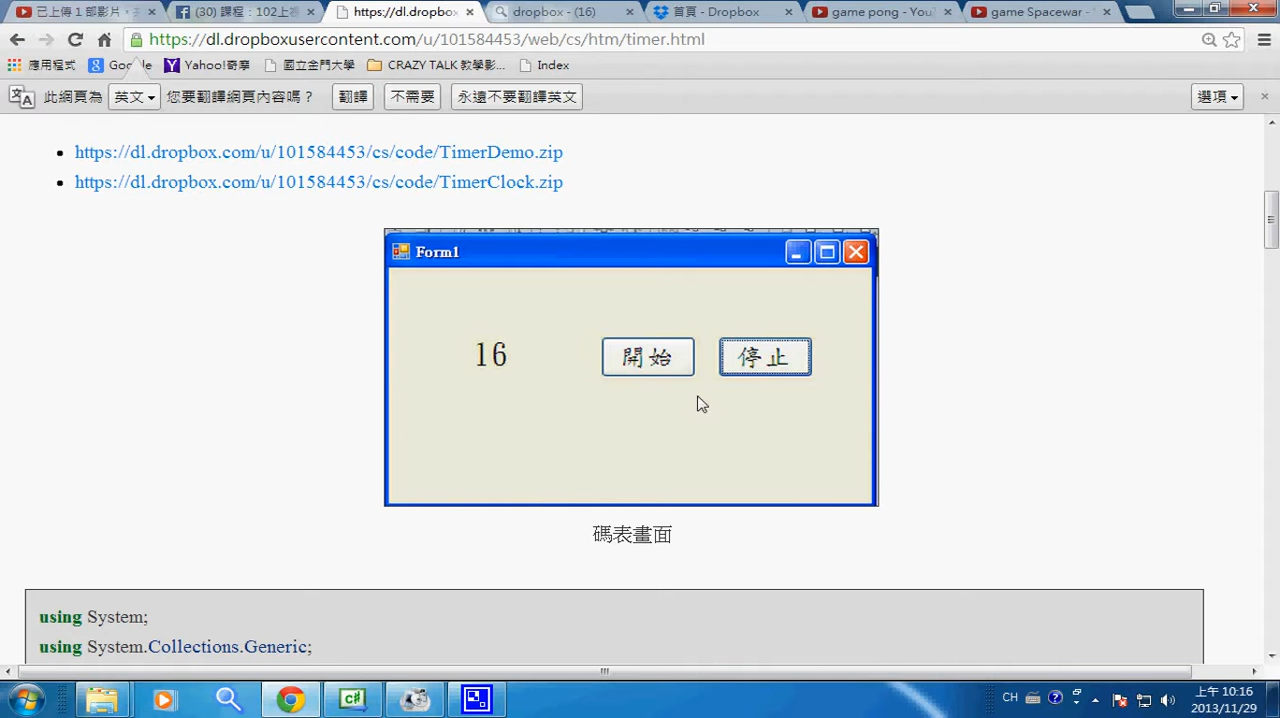 己上傳 1 部影片
(30) 課程：102上
https://dl.dropbox
dropbox - (16)
首頁 - Dropbox
game pong - You
game Spacewar -
https://dl.dropboxusercontent.com/u/101584453/web/cs/htm/timer.html
應用程式
Yahoo!奇摩
國立金門大學
CRAZY TALK 教學影...
Index
此網頁為 英文 您要翻譯網頁內容嗎？ 翻譯 不需要 永遠不要翻譯英文 選項
https://dl.dropbox.com/u/101584453/cs/code/TimerDemo.zip
https://dl.dropbox.com/u/101584453/cs/code/TimerClock.zip
Form1
16 開始 停止
碼表畫面
using System;
using System.Collections.Generic;
C#
CH
上午 10:16
2013/11/29